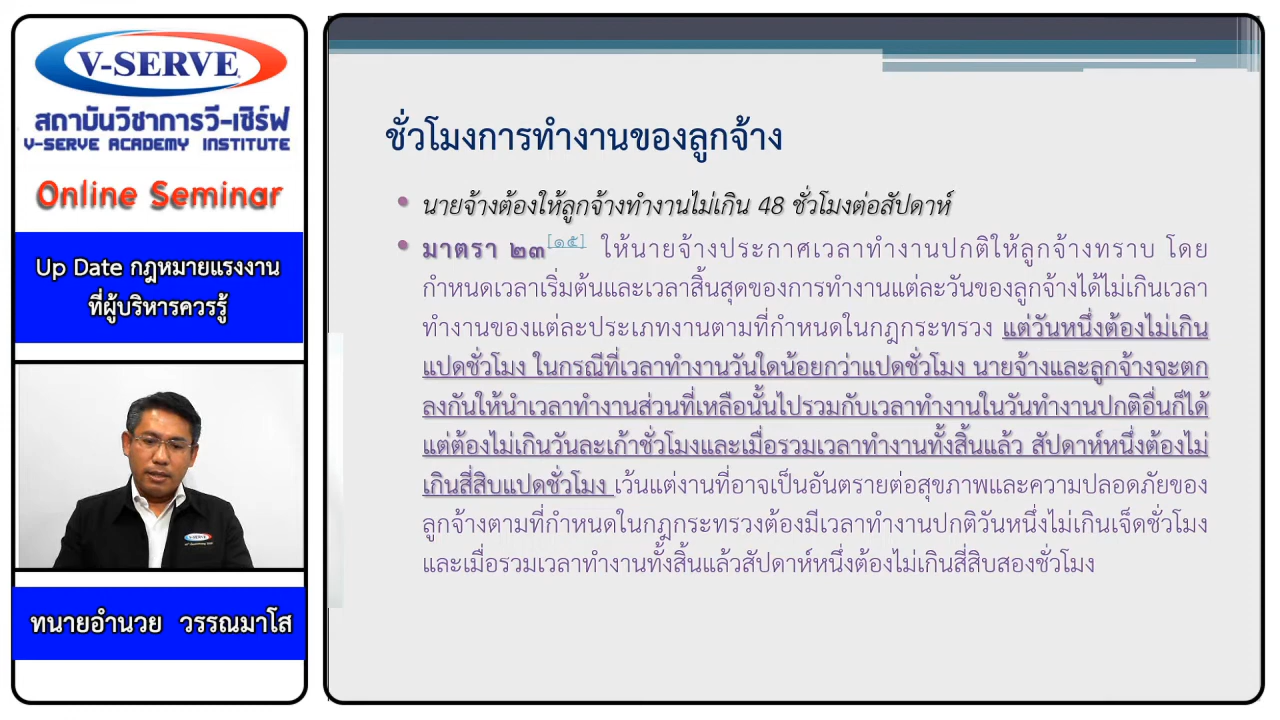 V-SERVE
สถาบันวิชาการวี-เซิร์ฟ
V-SERVE ACADEMY INSTITUTE
Online Seminar
Up Date กฎหมายแรงงาน
ที่ผู้บริหารควรรู้
V-SERVE
ทนายอำนวย วรรณมาโส
ชั่วโมงการทำงานของลูกจ้าง
• นายจ้างต้องให้ลูกจ้างทำงานไม่เกิน 48 ชั่วโมงต่อสัปดาห์
• มาตรา ๒๓[๑๕] ให้นายจ้างประกาศเวลาทำงานปกติให้ลูกจ้างทราบ โดย
กำหนดเวลาเริ่มต้นและเวลาสิ้นสุดของการทำงานแต่ละวันของลูกจ้างได้ไม่เกินเวลา
ทำงานของแต่ละประเภทงานตามที่กำหนดในกฎกระทรวง แต่วันหนึ่งต้องไม่เกิน
แปดชั่วโมง ในกรณีที่เวลาทำงานวันใดน้อยกว่าแปดชั่วโมง นายจ้างและลูกจ้างจะตก
ลงกันให้นำเวลาทำงานส่วนที่เหลือนั้นไปรวมกับเวลาทำงานในวันทำงานปกติอื่นก็ได้
แต่ต้องไม่เกินวันละเก้าชั่วโมงและเมื่อรวมเวลาทำงานทั้งสิ้นแล้ว สัปดาห์หนึ่งต้องไม่
เกินสี่สิบแปดชั่วโมง เว้นแต่งานที่อาจเป็นอันตรายต่อสุขภาพและความปลอดภัยของ
ลูกจ้างตามที่กำหนดในกฎกระทรวงต้องมีเวลาทำงานปกติวันหนึ่งไม่เกินเจ็ดชั่วโมง
และเมื่อรวมเวลาทำงานทั้งสิ้นแล้วสัปดาห์หนึ่งต้องไม่เกินสี่สิบสองชั่วโมง